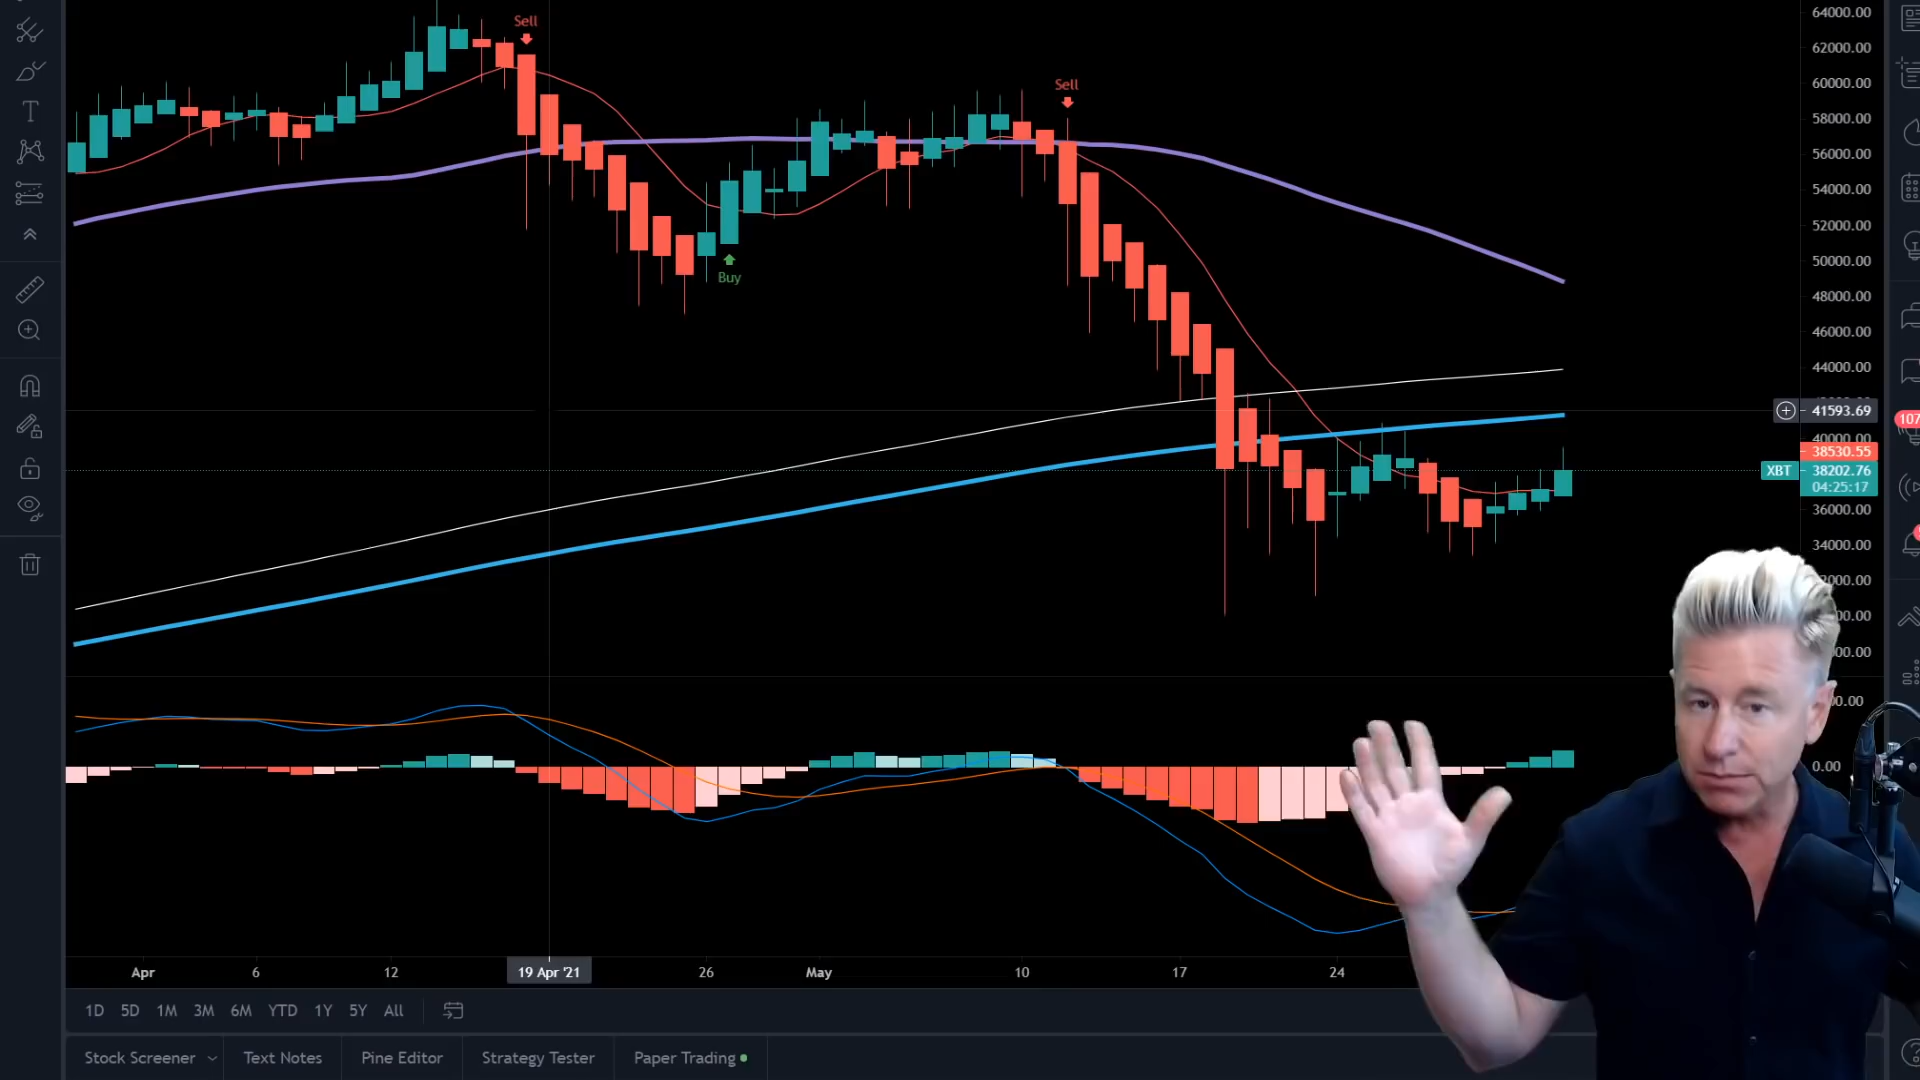 Sell
Sell
Buy
64000.00
62000.00
60000.00
58000.00
56000.00
54000.00
52000.00
50000.00
48000.00
46000.00
44000.00
41593.69
40000.00
38530.55
XBT 38202.76
04:25:17
36000.00
34000.00
0.00
107
Apr 6 12 19 Apr '21 26 May 10 17 24
1D 5D 1M 3M 6M YTD 1Y 5Y All
Stock Screener Text Notes Pine Editor Strategy Tester Paper Trading